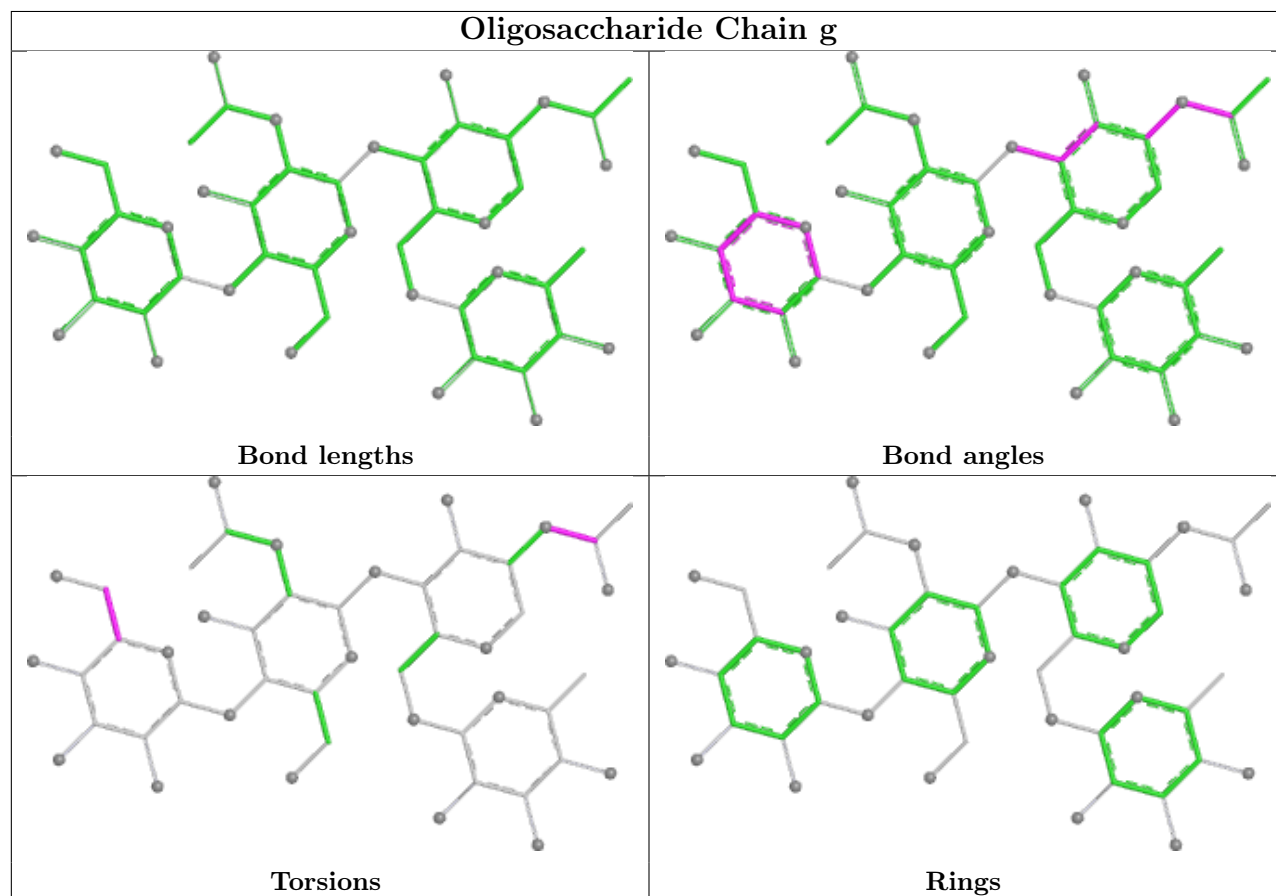 Oligosaccharide Chain g
Bond lengths
Bond angles
Torsions
Rings